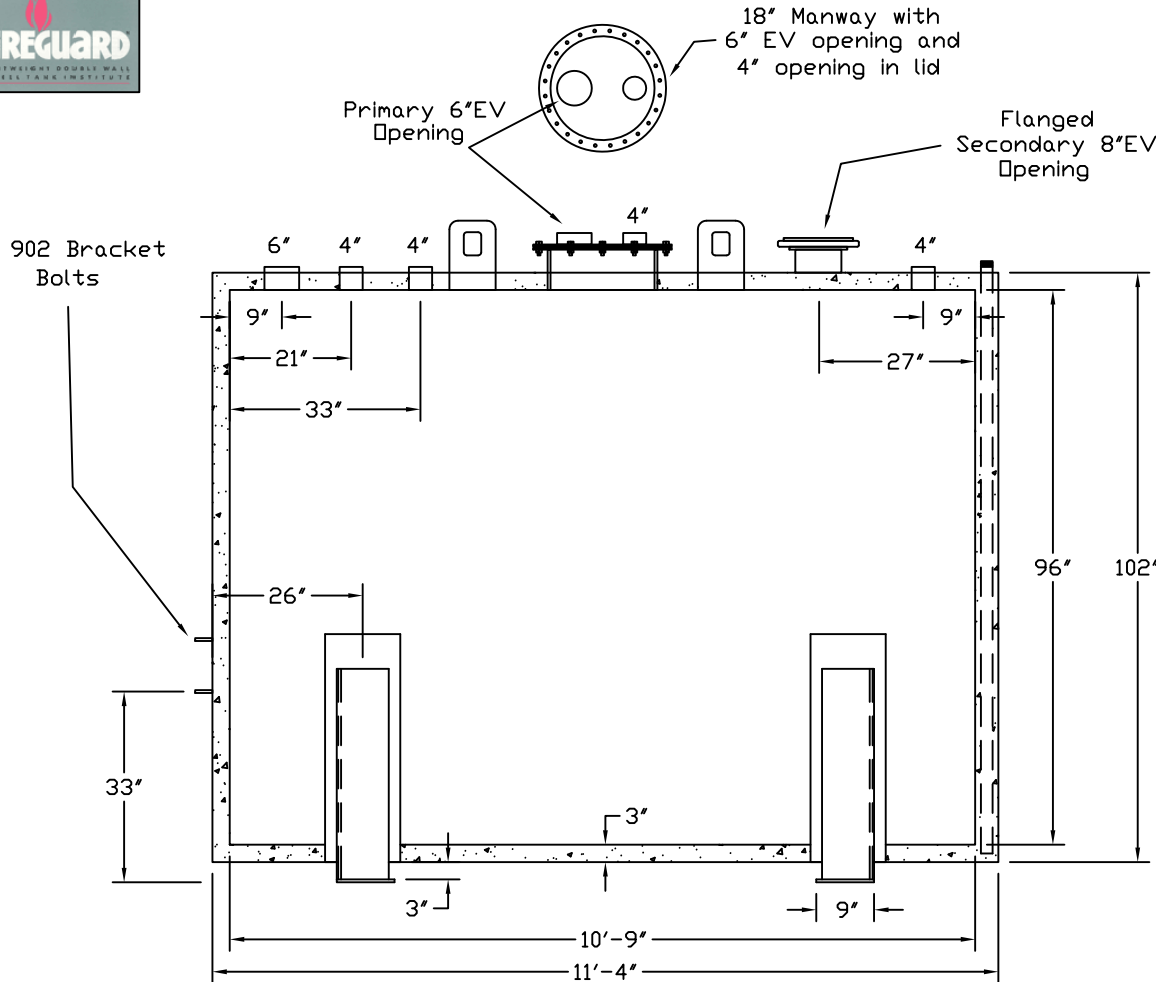 REGUARD
TANK INSTITUTE
18" Manway with
6" EV opening and
4" opening in lid
Primary 6"EV
Opening
Flanged
Secondary 8"EV
Opening
902 Bracket
Bolts
6"
4"
4"
4"
4"
9"
9"
21"
27"
33"
26"
96"
102"
33"
3"
3"
9"
10'-9"
11'-4"